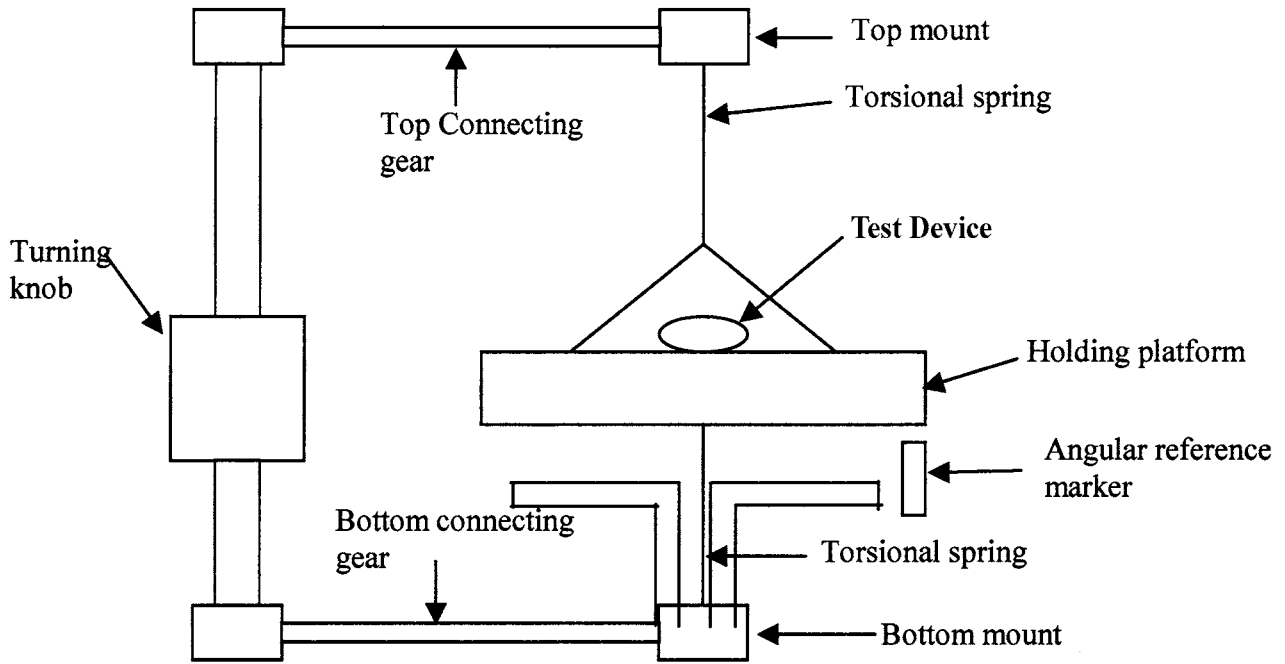 Top mount
Torsional spring
Top Connecting
gear
Test Device
Turning
knob
Holding platform
Angular reference
marker
Bottom connecting
gear
Torsional spring
Bottom mount